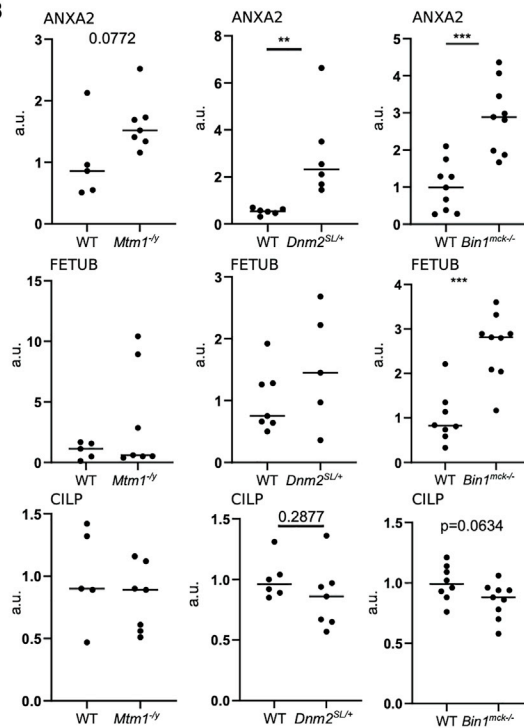 B
ANXA2
0.0772
3
2
1
0
a.u.
WT Mtm1-/y
ANXA2
**
8
6
4
2
0
a.u.
WT Dnm2SL/+
ANXA2
***
5
4
3
2
1
0
a.u.
WT Bin1mck-/-
FETUB
15
10
5
0
a.u.
WT Mtm1-/y
FETUB
3
2
1
0
a.u.
WT Dnm2SL/+
FETUB
***
4
3
2
1
0
a.u.
WT Bin1mck-/-
CILP
1.5
1.0
0.5
0.0
a.u.
WT Mtm1-/y
CILP
0.2877
1.5
1.0
0.5
0.0
a.u.
WT Dnm2SL/+
CILP
p=0.0634
1.5
1.0
0.5
0.0
a.u.
WT Bin1mck-/-